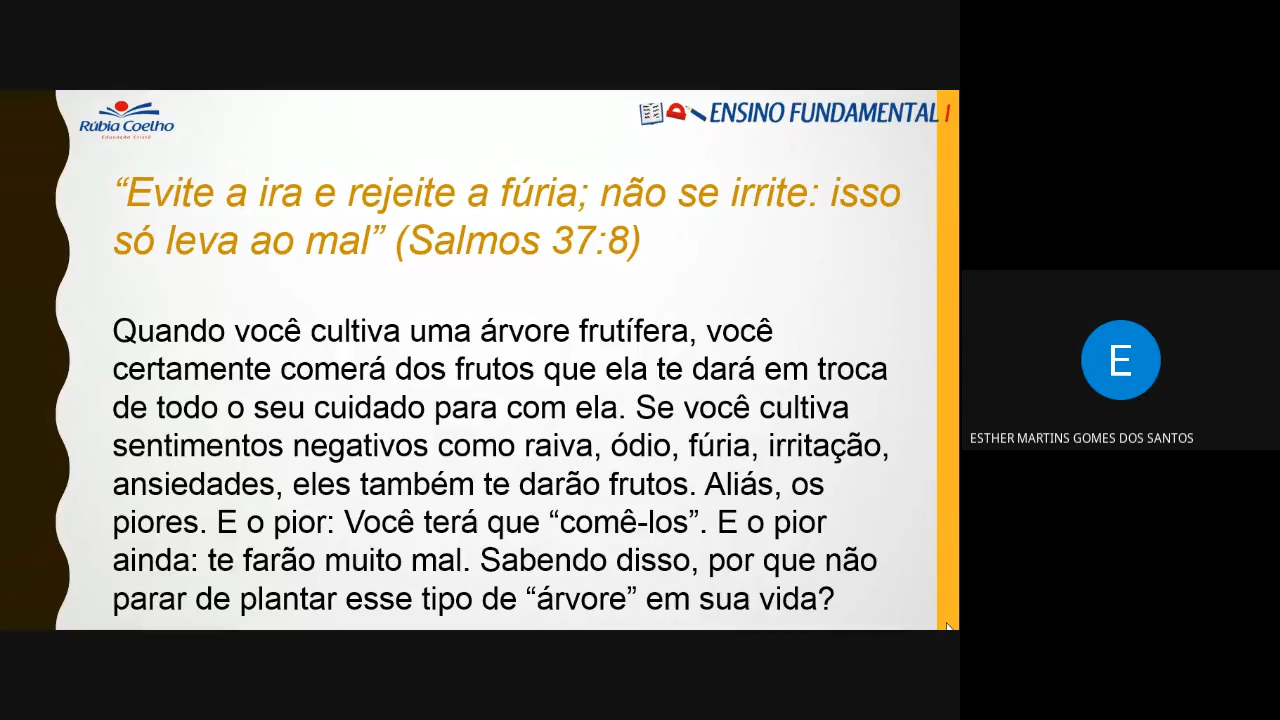 Rúbia Coelho
Educação Cristã
ENSINO FUNDAMENTAL I
“Evite a ira e rejeite a fúria; não se irrite: isso
só leva ao mal” (Salmos 37:8)
Quando você cultiva uma árvore frutífera, você
certamente comerá dos frutos que ela te dará em troca
de todo o seu cuidado para com ela. Se você cultiva
sentimentos negativos como raiva, ódio, fúria, irritação,
ansiedades, eles também te darão frutos. Aliás, os
piores. E o pior: Você terá que “comê-los”. E o pior
ainda: te farão muito mal. Sabendo disso, por que não
parar de plantar esse tipo de “árvore” em sua vida?
E
ESTHER MARTINS GOMES DOS SANTOS